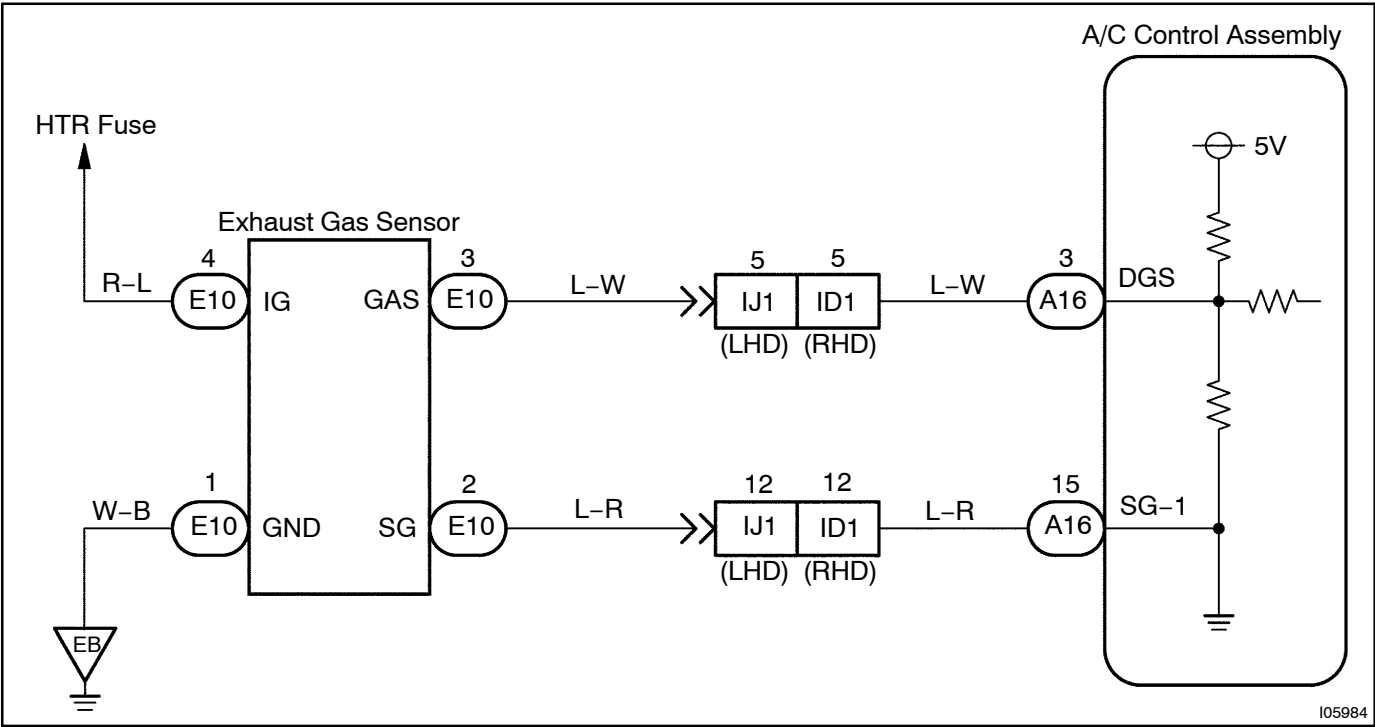 A/C Control Assembly
HTR Fuse
5V
Exhaust Gas Sensor
4
3
5
5
3
R–L
E10
IG
GAS
E10
L–W
IJ1
ID1
L–W
A16
DGS
(LHD)
(RHD)
1
2
12
12
15
W–B
E10
GND
SG
E10
L–R
IJ1
ID1
L–R
A16
SG–1
(LHD)
(RHD)
EB
I05984